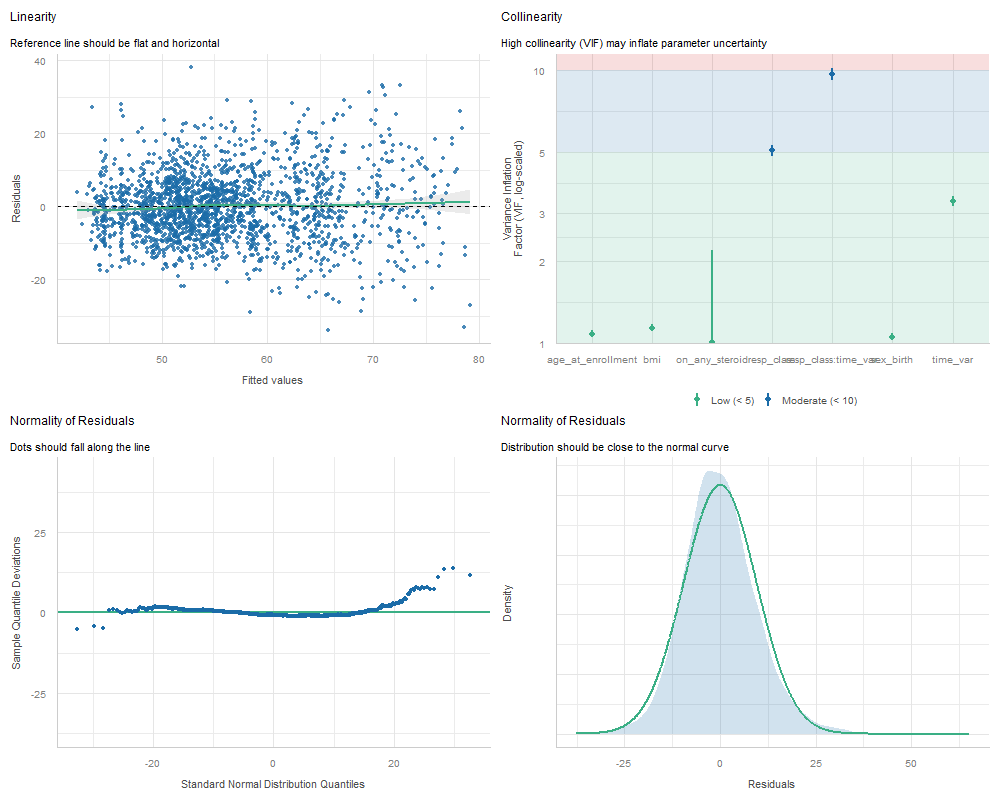 Linearity
Reference line should be flat and horizontal
40
20
0
-20
Residuals
50
60
70
80
Fitted values
Collinearity
High collinearity (VIF) may inflate parameter uncertainty
10
5
3
2
1
Variance Inflation
Factor (VIF, log-scaled)
age_at_enrollment
bmi
on_any_steroid
resp_class
resp_class:time_var
sex_birth
time_var
Low (< 5)
Moderate (< 10)
Normality of Residuals
Dots should fall along the line
25
0
-25
Sample Quantile Deviations
-20
0
20
Standard Normal Distribution Quantiles
Normality of Residuals
Distribution should be close to the normal curve
Density
-25
0
25
50
Residuals